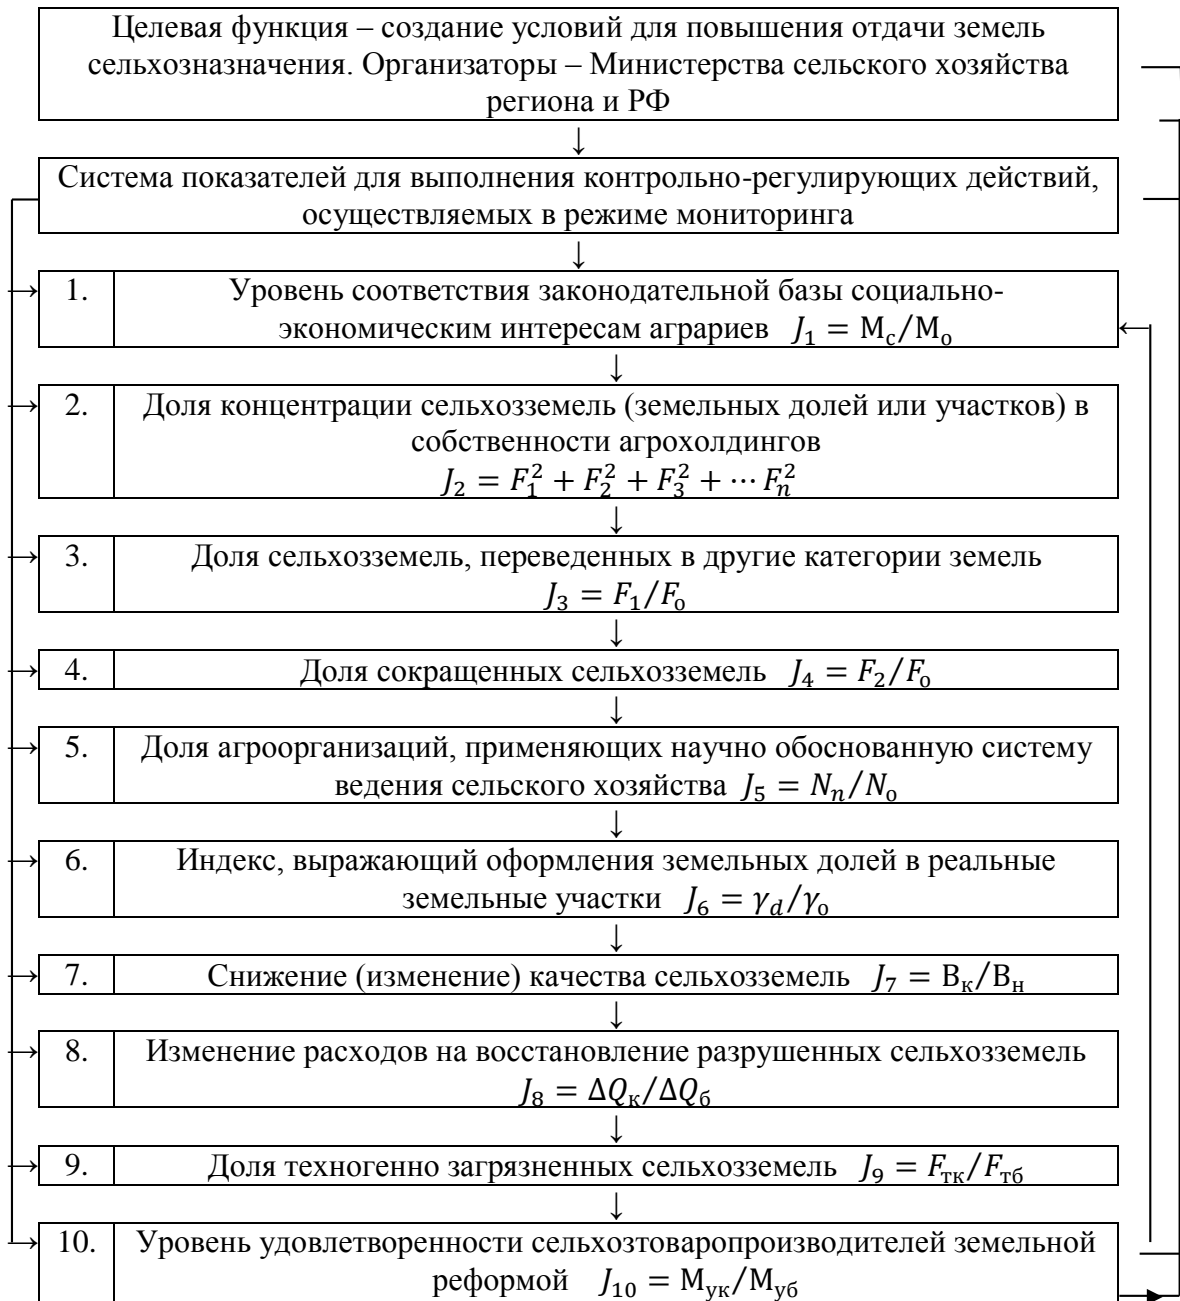 Целевая функция – создание условий для повышения отдачи земель
сельхозназначения. Организаторы – Министерства сельского хозяйства
региона и РФ
↓
Система показателей для выполнения контрольно-регулирующих действий,
осуществляемых в режиме мониторинга
↓
1. Уровень соответствия законодательной базы социально-
экономическим интересам аграриев J₁ = Мс/Мо
↓
2. Доля концентрации сельхозземель (земельных долей или участков) в
собственности агрохолдингов
J₂ = F₁² + F₂² + F₃² + ⋯ Fₙ²
↓
3. Доля сельхозземель, переведенных в другие категории земель
J₃ = F₁/Fо
↓
4. Доля сокращенных сельхозземель J₄ = F₂/Fо
↓
5. Доля агроорганизаций, применяющих научно обоснованную систему
ведения сельского хозяйства J₅ = Nₙ/Nо
↓
6. Индекс, выражающий оформления земельных долей в реальные
земельные участки J₆ = γd/γо
↓
7. Снижение (изменение) качества сельхозземель J₇ = Вк/Вн
↓
8. Изменение расходов на восстановление разрушенных сельхозземель
J₈ = ΔQк/ΔQб
↓
9. Доля техногенно загрязненных сельхозземель J₉ = Fтк/Fтб
↓
10. Уровень удовлетворенности сельхозтоваропроизводителей земельной
реформой J₁₀ = Мук/Муб